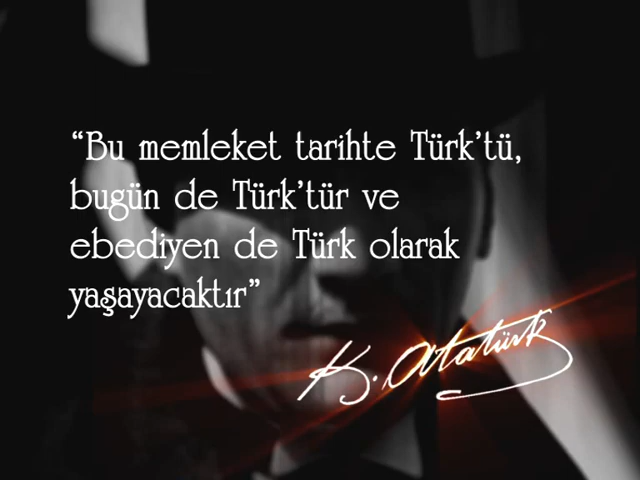 “Bu memleket tarihte Türk’tü,
bugün de Türk’tür ve
ebediyen de Türk olarak
yaşayacaktır”
K. Atatürk